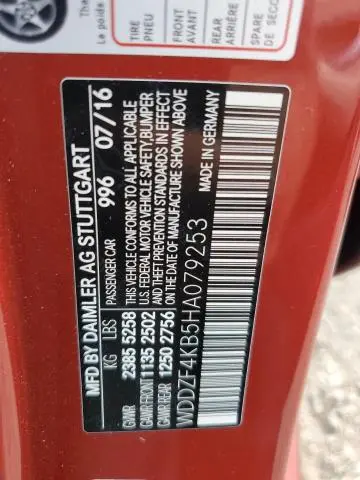 Tha
La poids
TIRE
PNEU
FRONT
AVANT
REAR
ARRIÈRE
SPARE
DE SECO
MFD BY DAIMLER AG STUTTGART
KG LBS PASSENGER CAR 996 07/16
GVWR 2385 5258 THIS VEHICLE CONFORMS TO ALL APPLICABLE
GAWR FRONT 1135 2502 U.S. FEDERAL MOTOR VEHICLE SAFETY, BUMPER
GAWR REAR 1250 2756 AND THEFT PREVENTION STANDARDS IN EFFECT
ON THE DATE OF MANUFACTURE SHOWN ABOVE
WDDZF4KB5HA079253 MADE IN GERMANY